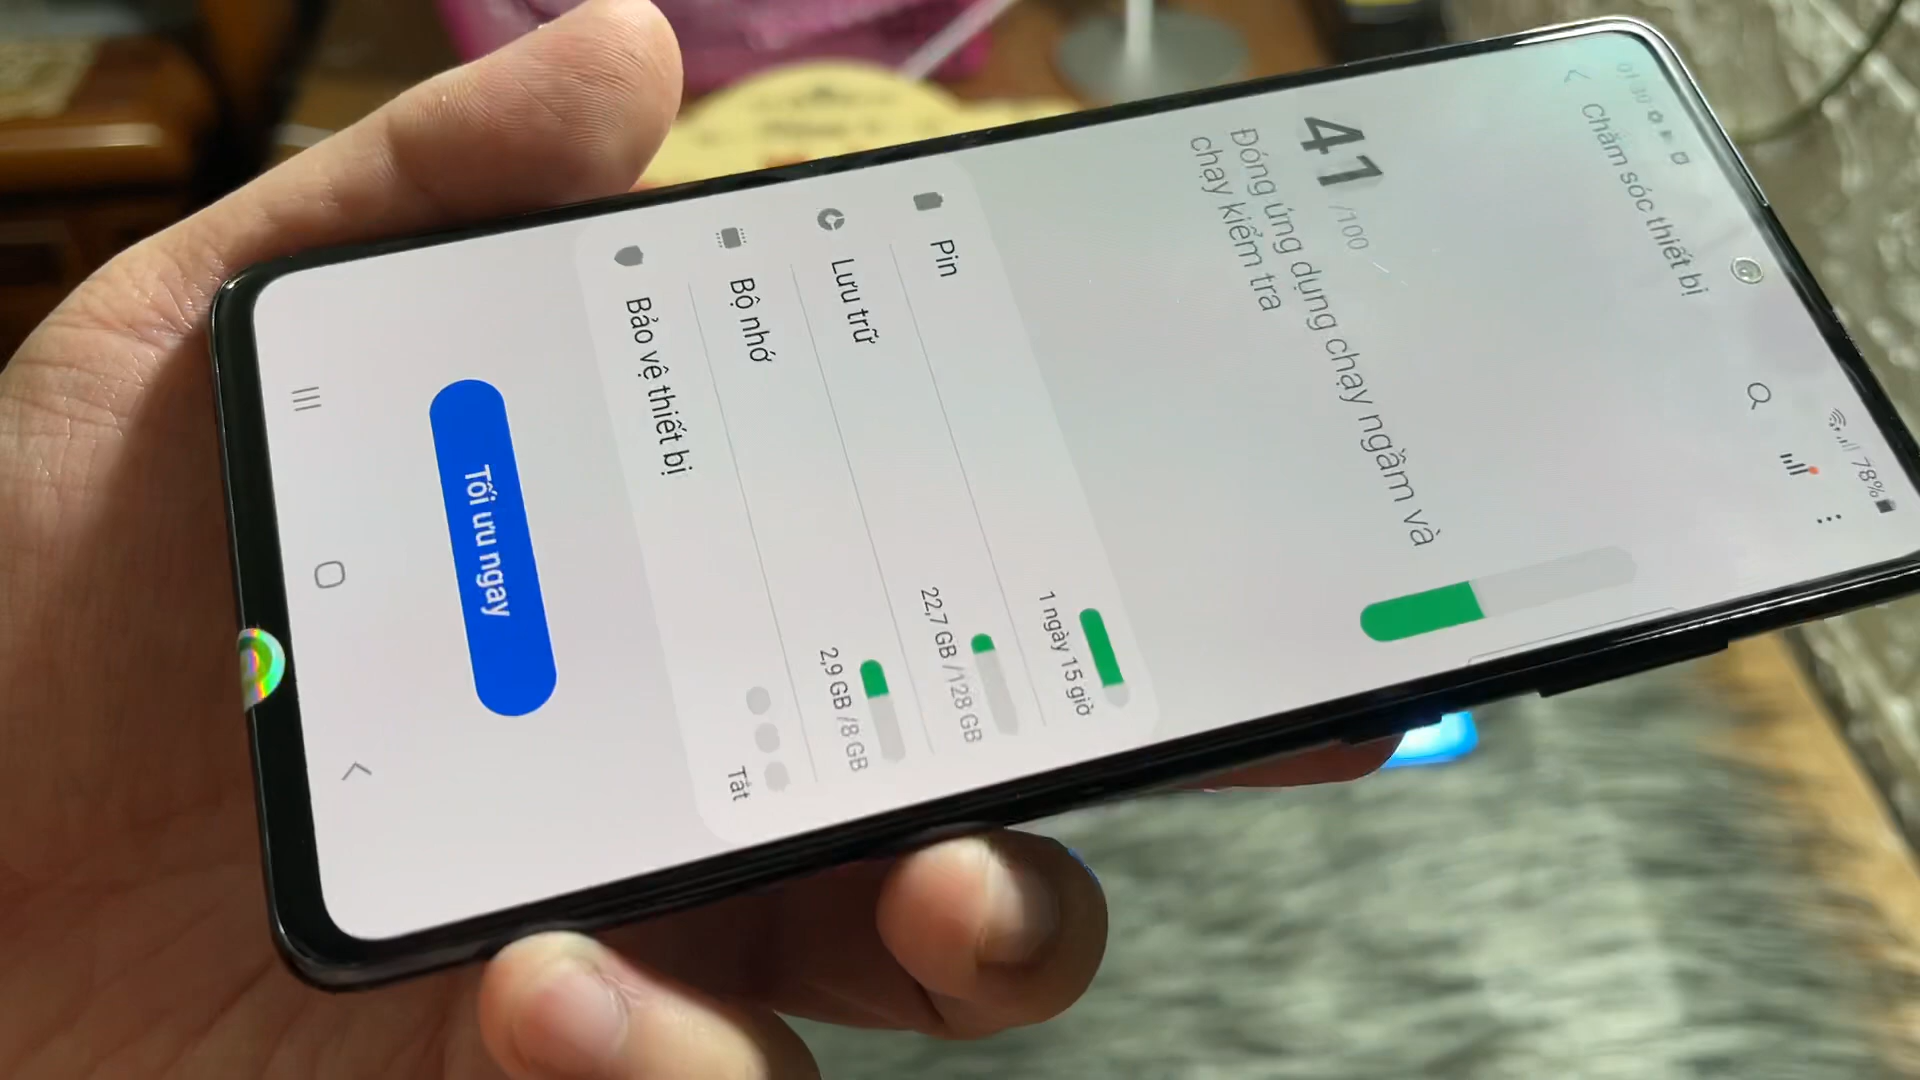 01:30
78%
Chăm sóc thiết bị
41 /100
Đóng ứng dụng chạy ngầm và
chạy kiểm tra
Pin
1 ngày 15 giờ
Lưu trữ
22,7 GB /128 GB
Bộ nhớ
2,9 GB /8 GB
Bảo vệ thiết bị
Tắt
Tối ưu ngay